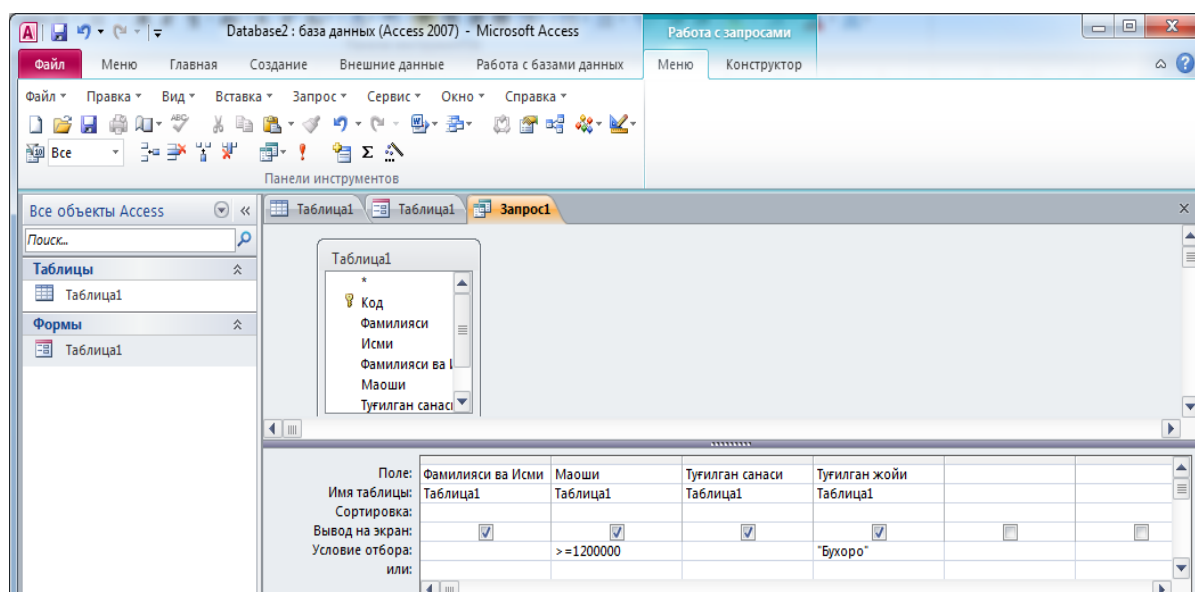 Database2 : база данных (Access 2007) - Microsoft Access
Работа с запросами
Файл Меню Главная Создание Внешние данные Работа с базами данных Меню Конструктор
Файл Правка Вид Вставка Запрос Сервис Окно Справка
Все
Панели инструментов
Все объекты Access
Таблица1 Таблица1 Запрос1
Поиск...
Таблицы
Таблица1
Формы
Таблица1
Таблица1
*
Код
Фамилияси
Исми
Фамилияси ва И
Маоши
Туғилган санаси
Поле: Фамилияси ва Исми Маоши Туғилган санаси Туғилган жойи
Имя таблицы: Таблица1 Таблица1 Таблица1 Таблица1
Сортировка:
Вывод на экран:
Условие отбора: >=1200000 "Бухоро"
или: